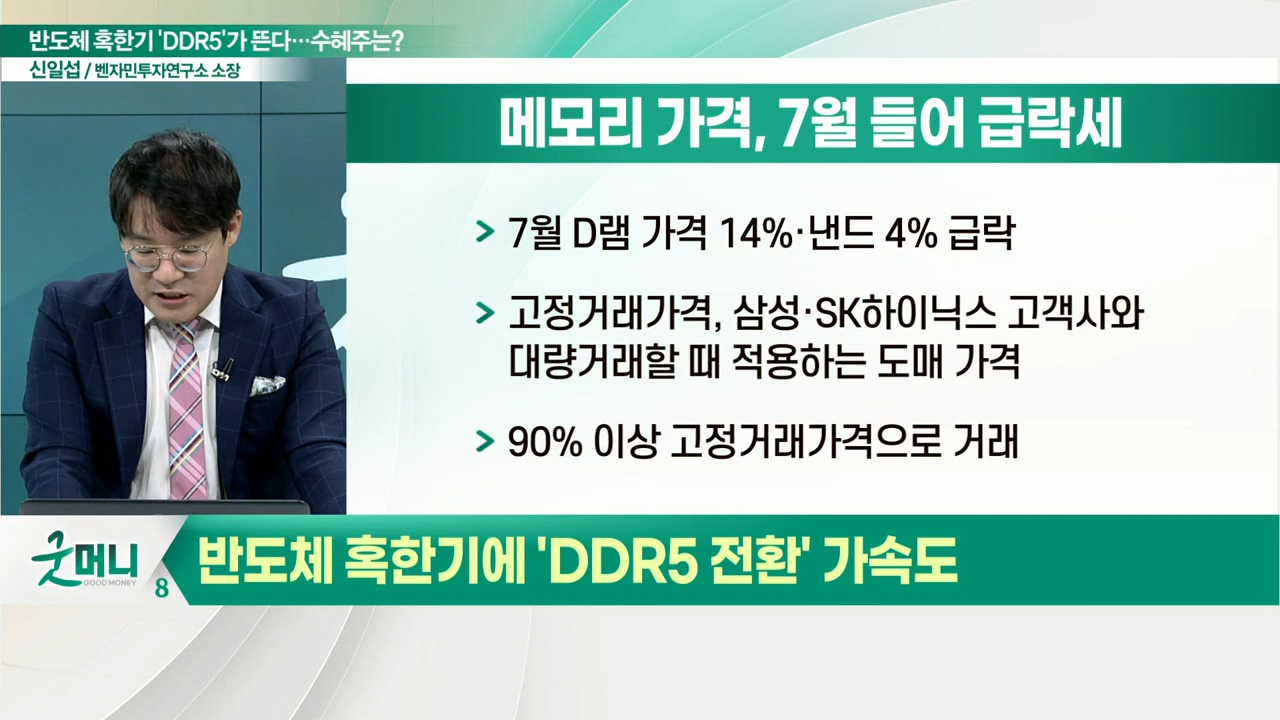 반도체 혹한기 'DDR5'가 뜬다…수혜주는?
신일섭 / 벤자민투자연구소 소장
메모리 가격, 7월 들어 급락세
> 7월 D램 가격 14%·낸드 4% 급락
> 고정거래가격, 삼성·SK하이닉스 고객사와
대량거래할 때 적용하는 도매 가격
> 90% 이상 고정거래가격으로 거래
굿머니
GOOD MONEY
8
반도체 혹한기에 'DDR5 전환' 가속도